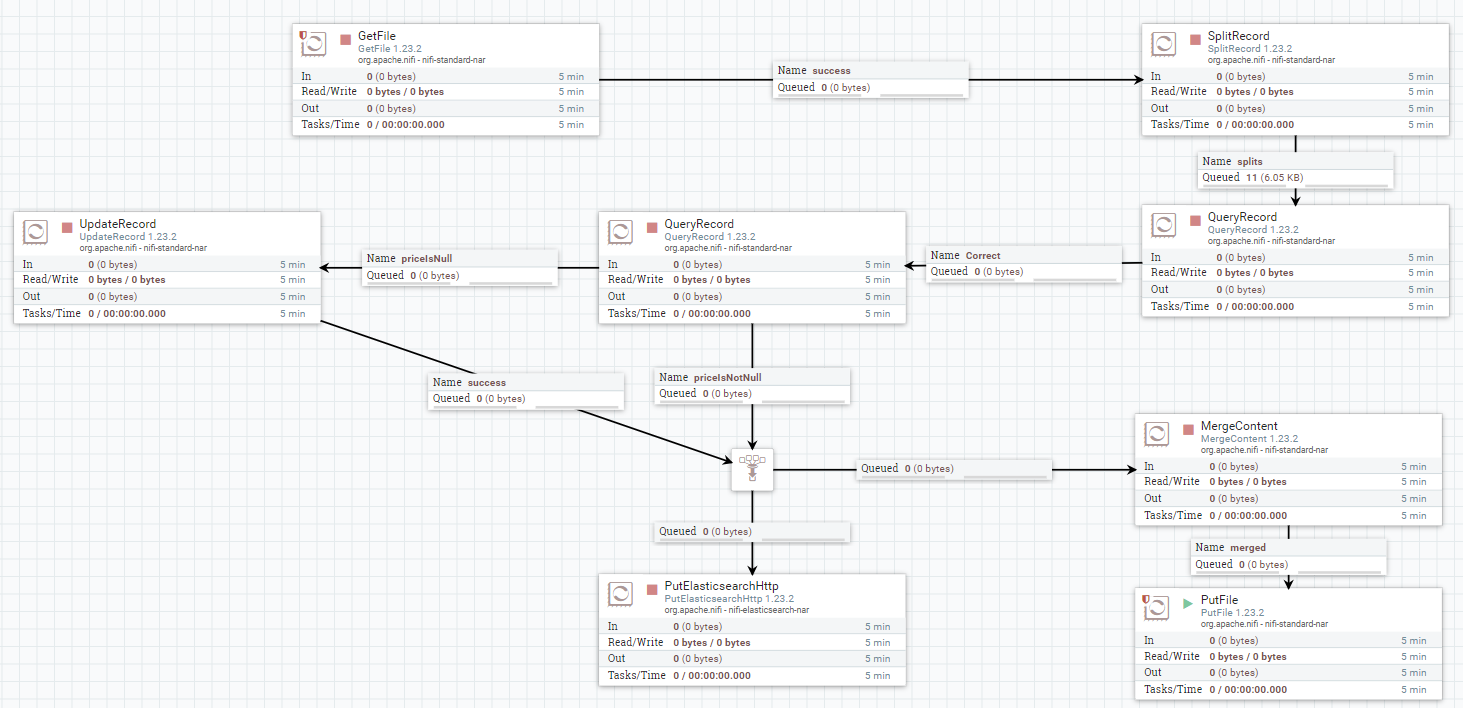 GetFile
GetFile 1.23.2
org.apache.nifi - nifi-standard-nar
In 0 (0 bytes) 5 min
Read/Write 0 bytes / 0 bytes 5 min
Out 0 (0 bytes) 5 min
Tasks/Time 0 / 00:00:00.000 5 min
Name success
Queued 0 (0 bytes)
SplitRecord
SplitRecord 1.23.2
org.apache.nifi - nifi-standard-nar
In 0 (0 bytes) 5 min
Read/Write 0 bytes / 0 bytes 5 min
Out 0 (0 bytes) 5 min
Tasks/Time 0 / 00:00:00.000 5 min
Name splits
Queued 11 (6.05 KB)
UpdateRecord
UpdateRecord 1.23.2
org.apache.nifi - nifi-standard-nar
In 0 (0 bytes) 5 min
Read/Write 0 bytes / 0 bytes 5 min
Out 0 (0 bytes) 5 min
Tasks/Time 0 / 00:00:00.000 5 min
Name priceIsNull
Queued 0 (0 bytes)
QueryRecord
QueryRecord 1.23.2
org.apache.nifi - nifi-standard-nar
In 0 (0 bytes) 5 min
Read/Write 0 bytes / 0 bytes 5 min
Out 0 (0 bytes) 5 min
Tasks/Time 0 / 00:00:00.000 5 min
Name Correct
Queued 0 (0 bytes)
QueryRecord
QueryRecord 1.23.2
org.apache.nifi - nifi-standard-nar
In 0 (0 bytes) 5 min
Read/Write 0 bytes / 0 bytes 5 min
Out 0 (0 bytes) 5 min
Tasks/Time 0 / 00:00:00.000 5 min
Name success
Queued 0 (0 bytes)
Name priceIsNotNull
Queued 0 (0 bytes)
Queued 0 (0 bytes)
MergeContent
MergeContent 1.23.2
org.apache.nifi - nifi-standard-nar
In 0 (0 bytes) 5 min
Read/Write 0 bytes / 0 bytes 5 min
Out 0 (0 bytes) 5 min
Tasks/Time 0 / 00:00:00.000 5 min
Queued 0 (0 bytes)
Name merged
Queued 0 (0 bytes)
PutElasticsearchHttp
PutElasticsearchHttp 1.23.2
org.apache.nifi - nifi-elasticsearch-nar
In 0 (0 bytes) 5 min
Read/Write 0 bytes / 0 bytes 5 min
Out 0 (0 bytes) 5 min
Tasks/Time 0 / 00:00:00.000 5 min
PutFile
PutFile 1.23.2
org.apache.nifi - nifi-standard-nar
In 0 (0 bytes) 5 min
Read/Write 0 bytes / 0 bytes 5 min
Out 0 (0 bytes) 5 min
Tasks/Time 0 / 00:00:00.000 5 min